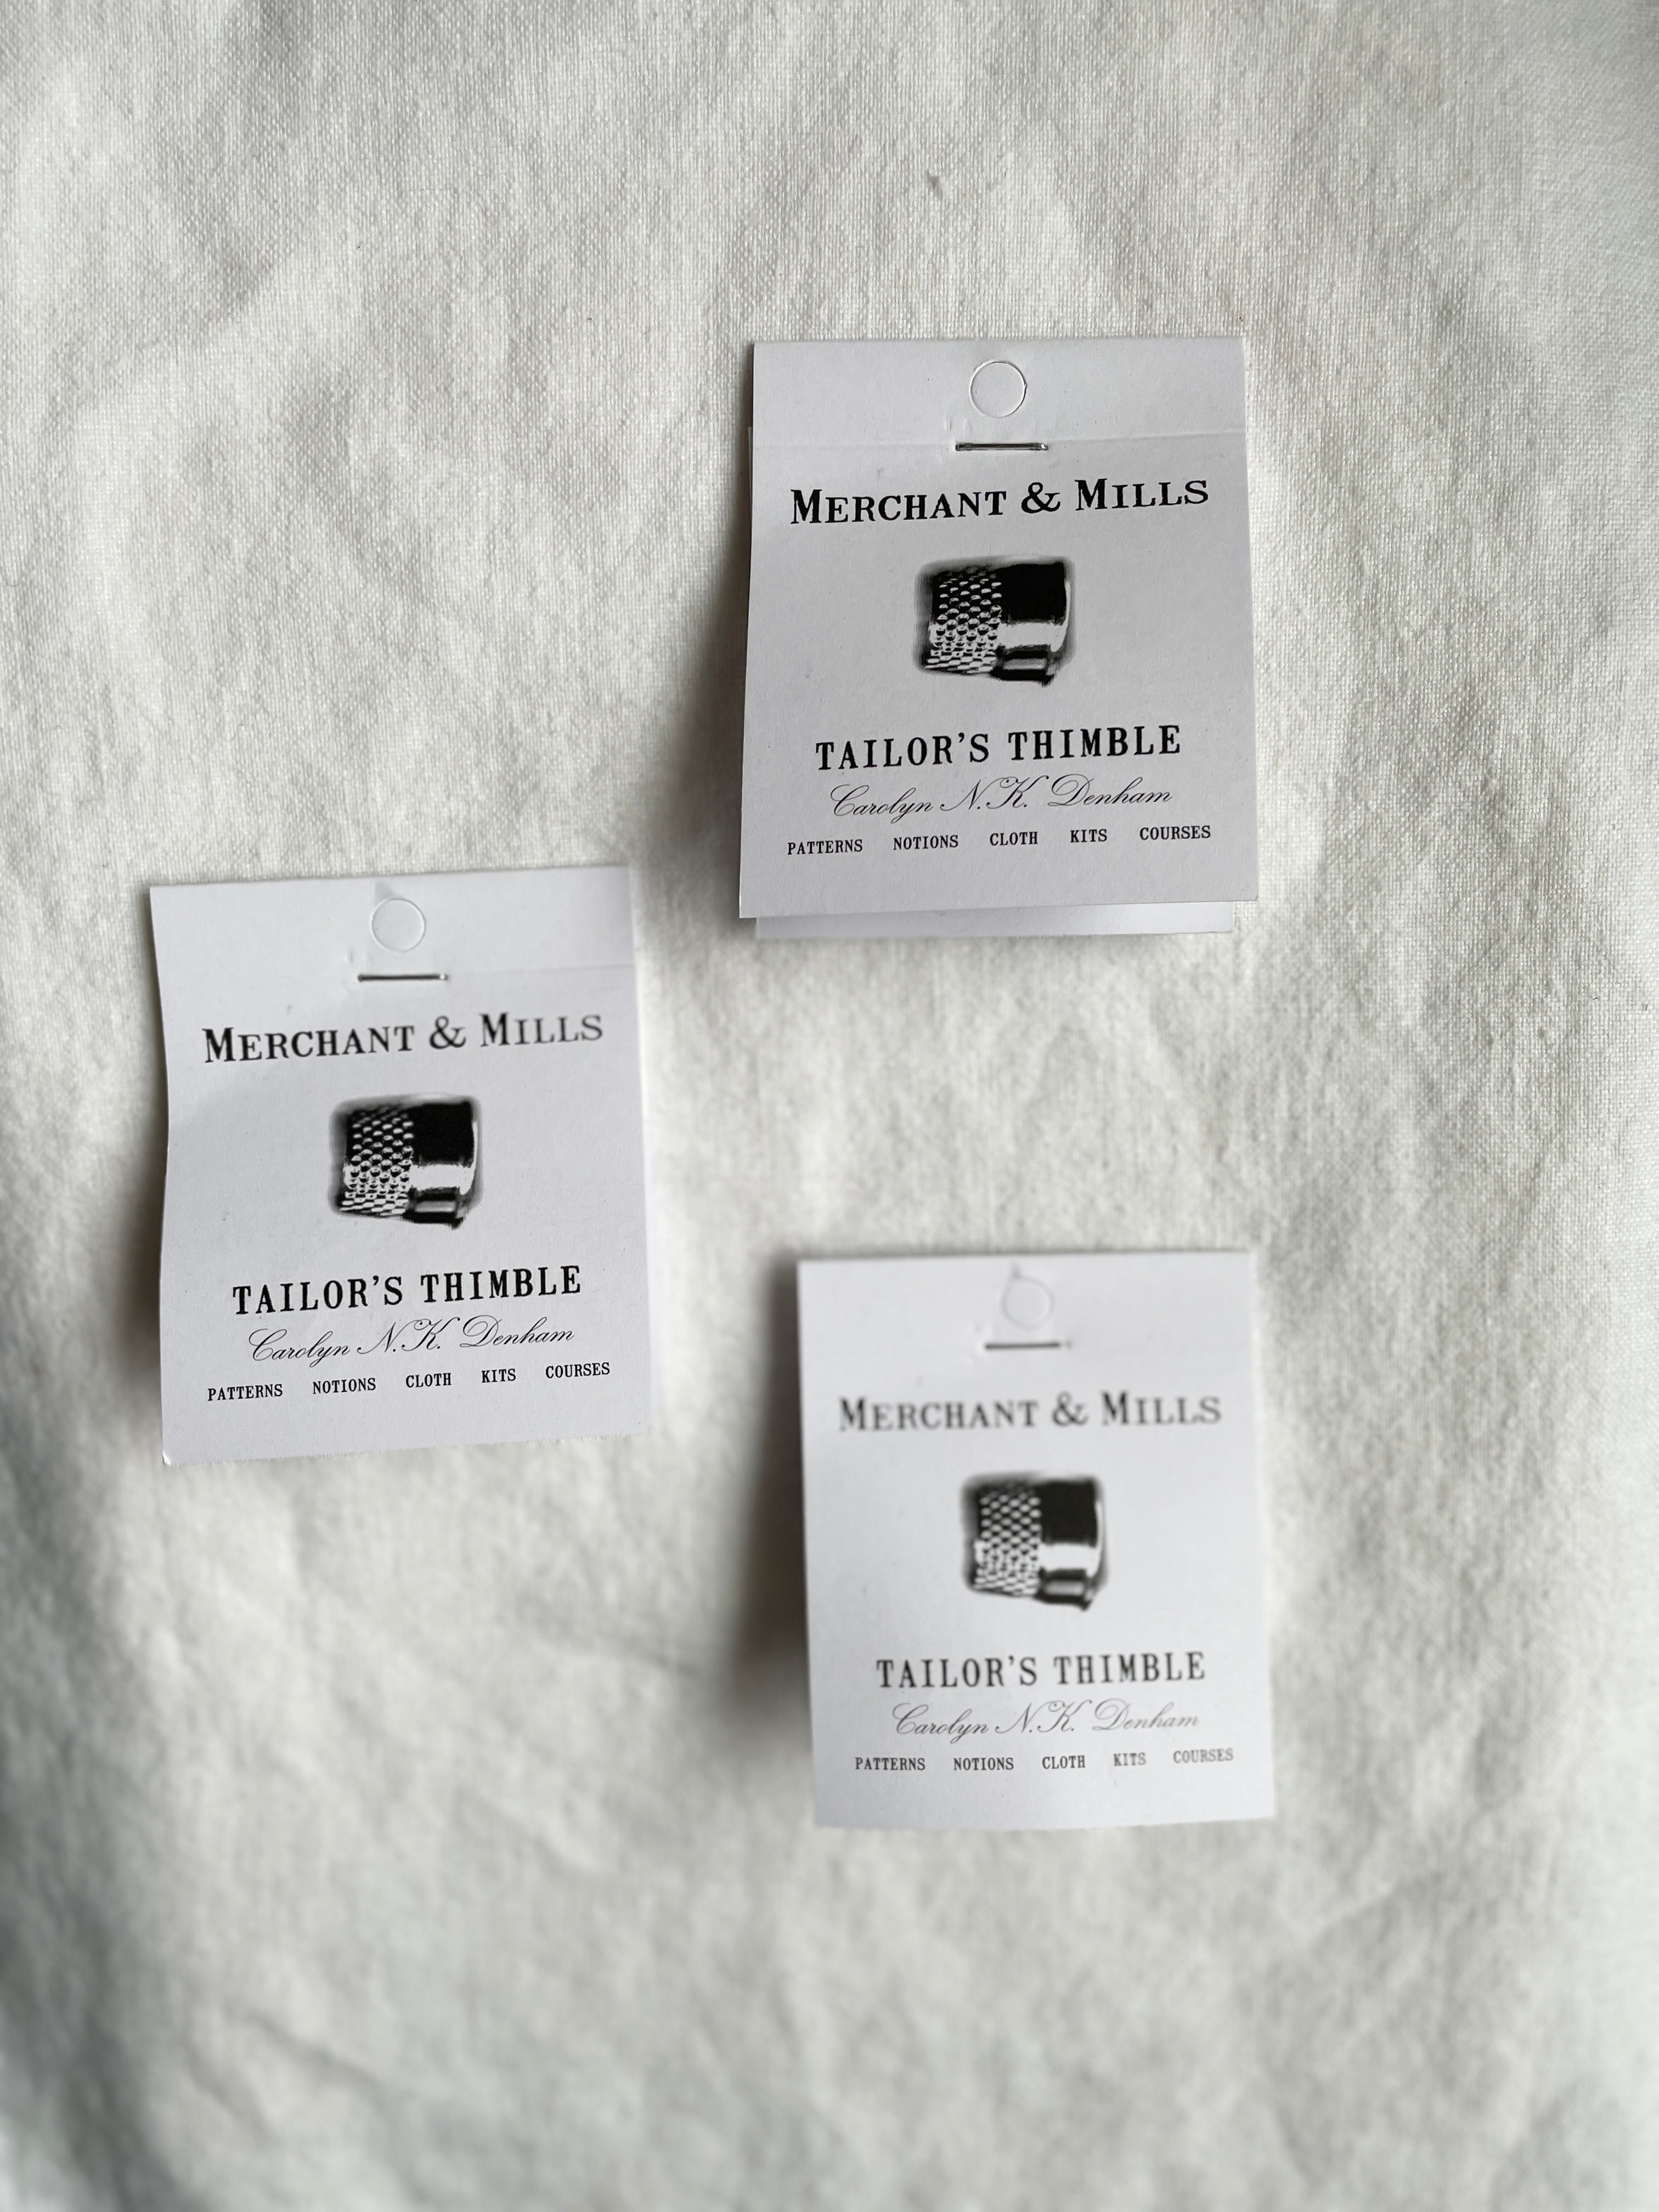 MERCHANT & MILLS
TAILOR'S THIMBLE
Carolyn N.K. Denham
PATTERNS NOTIONS CLOTH KITS COURSES
MERCHANT & MILLS
TAILOR'S THIMBLE
Carolyn N.K. Denham
PATTERNS NOTIONS CLOTH KITS COURSES
MERCHANT & MILLS
TAILOR'S THIMBLE
Carolyn N.K. Denham
PATTERNS NOTIONS CLOTH KITS COURSES